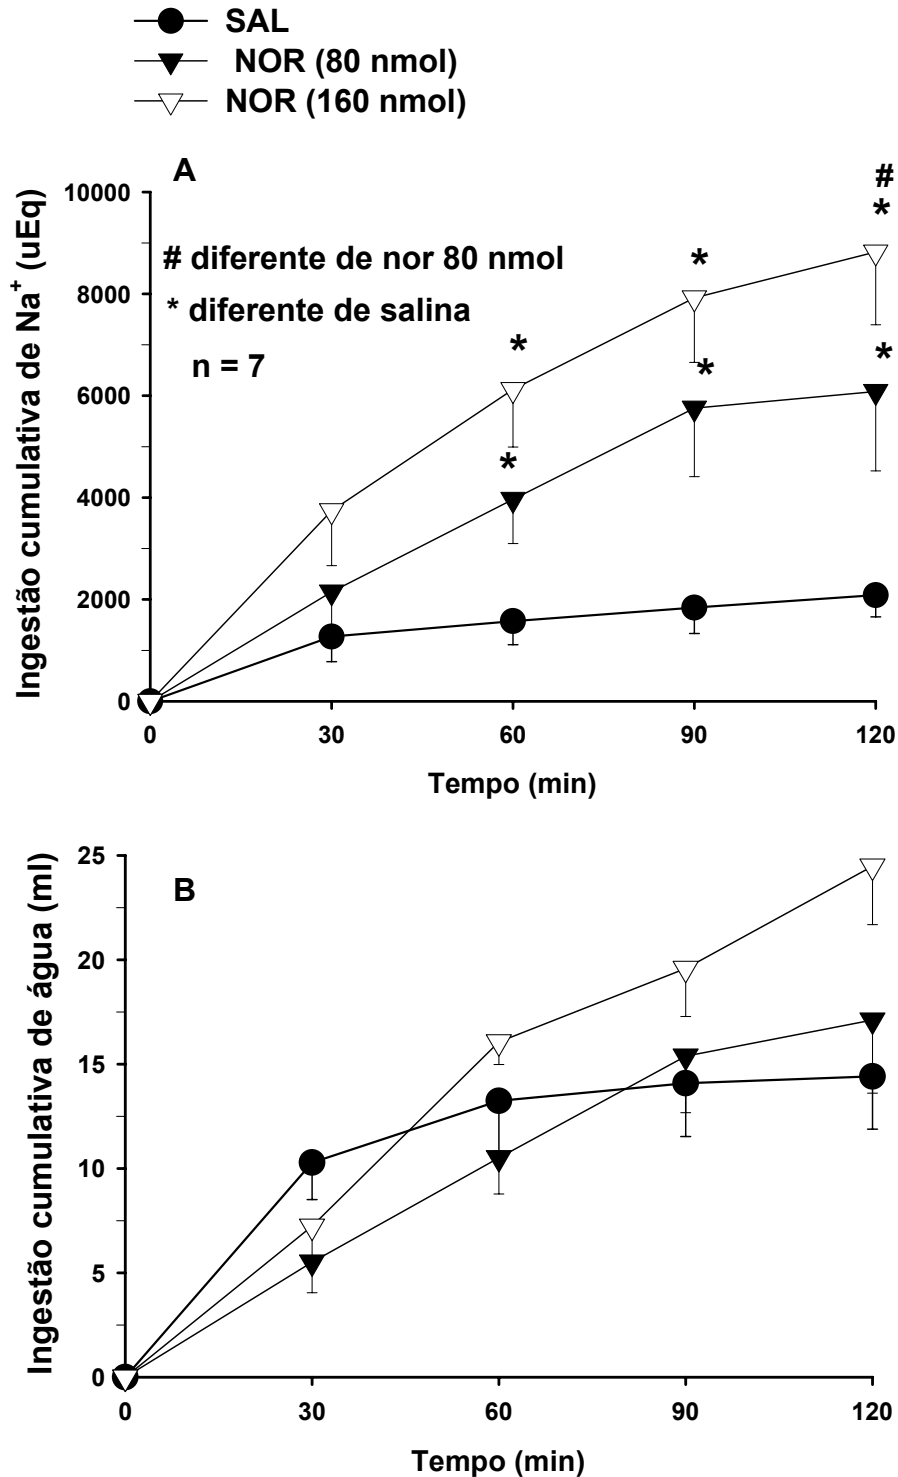 SAL
NOR (80 nmol)
NOR (160 nmol)
A
Ingestão cumulativa de Na+ (uEq)
10000
8000
6000
4000
2000
0
# diferente de nor 80 nmol
* diferente de salina
n = 7
#
*
*
*
*
*
*
0 30 60 90 120
Tempo (min)
B
Ingestão cumulativa de água (ml)
25
20
15
10
5
0
0 30 60 90 120
Tempo (min)